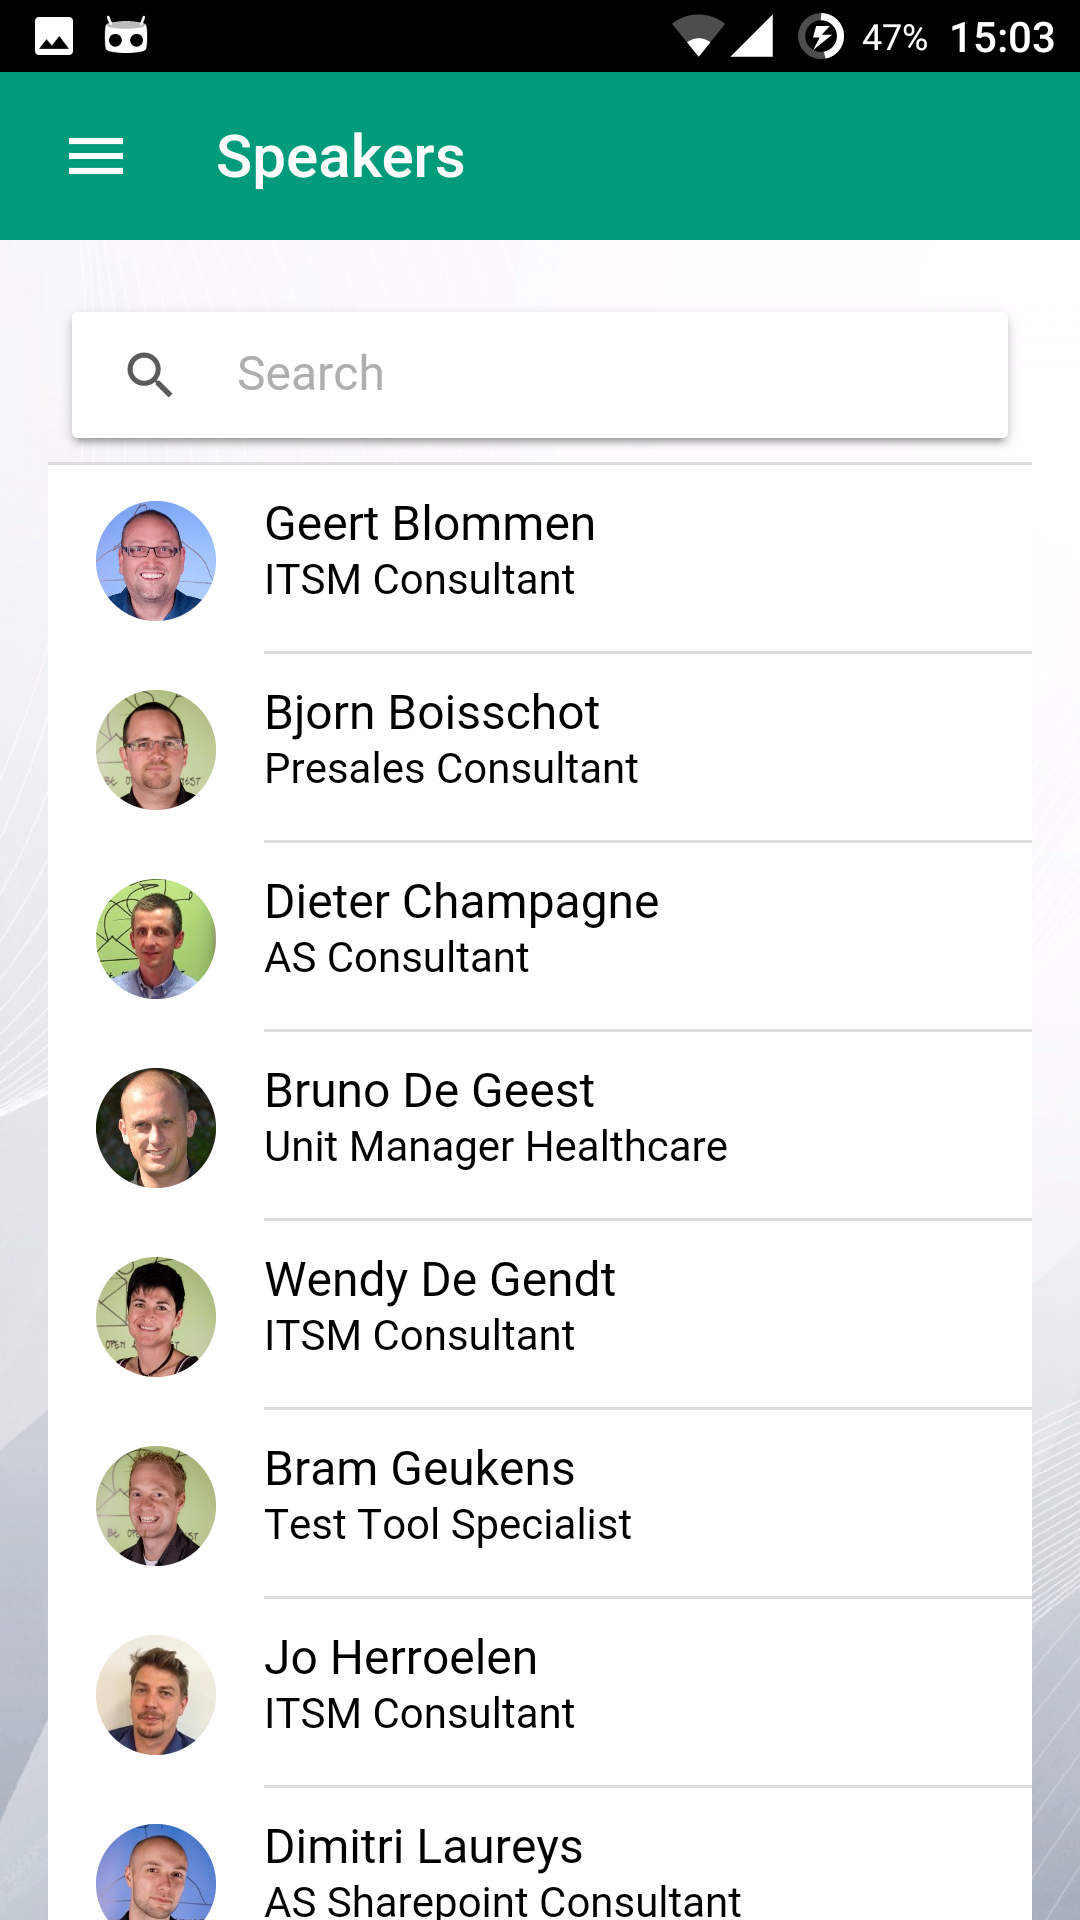 47% 15:03
Speakers
Search
Geert Blommen
ITSM Consultant
Bjorn Boisschot
Presales Consultant
Dieter Champagne
AS Consultant
Bruno De Geest
Unit Manager Healthcare
Wendy De Gendt
ITSM Consultant
Bram Geukens
Test Tool Specialist
Jo Herroelen
ITSM Consultant
Dimitri Laureys
AS Sharepoint Consultant